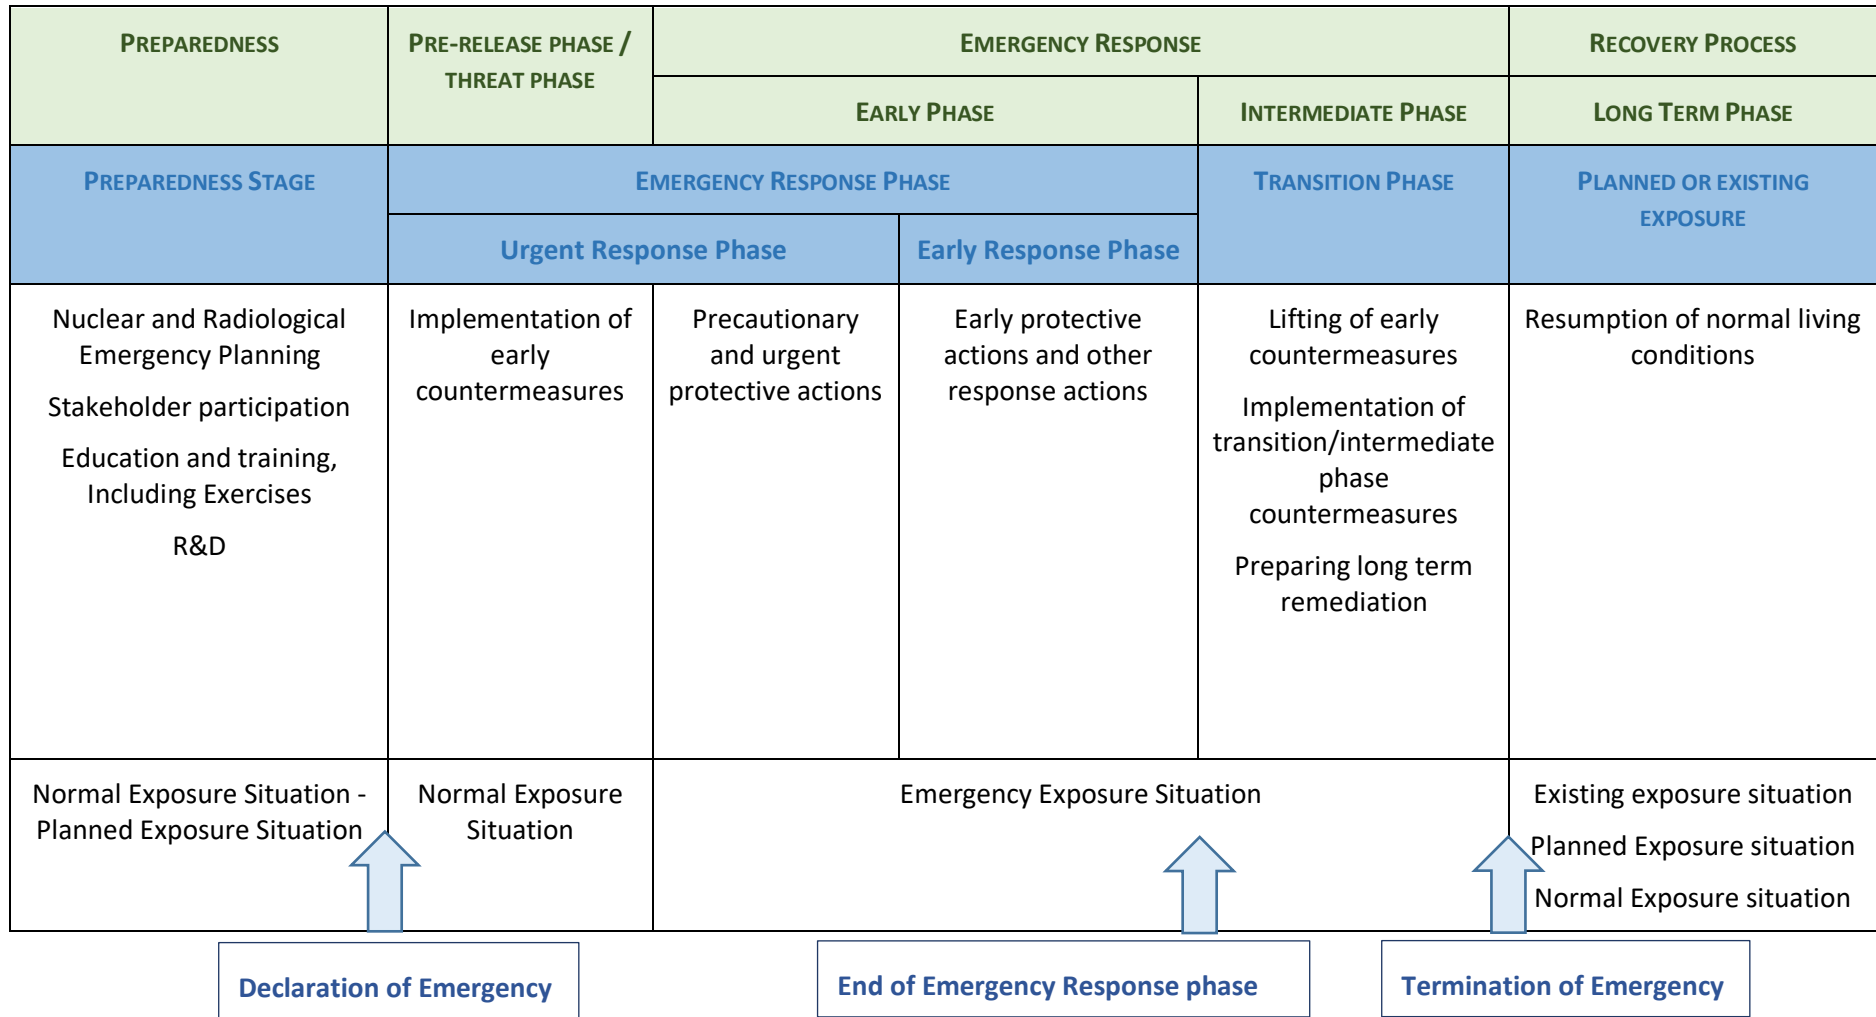 PREPAREDNESS
PRE-RELEASE PHASE /
THREAT PHASE
EMERGENCY RESPONSE
RECOVERY PROCESS
EARLY PHASE
INTERMEDIATE PHASE
LONG TERM PHASE
PREPAREDNESS STAGE
EMERGENCY RESPONSE PHASE
TRANSITION PHASE
PLANNED OR EXISTING
EXPOSURE
Urgent Response Phase
Early Response Phase
Nuclear and Radiological
Emergency Planning
Stakeholder participation
Education and training,
Including Exercises
R&D
Implementation of
early
countermeasures
Precautionary
and urgent
protective actions
Early protective
actions and other
response actions
Lifting of early
countermeasures
Implementation of
transition/intermediate
phase
countermeasures
Preparing long term
remediation
Resumption of normal living
conditions
Normal Exposure Situation -
Planned Exposure Situation
Normal Exposure
Situation
Emergency Exposure Situation
Existing exposure situation
Planned Exposure situation
Normal Exposure situation
Declaration of Emergency
End of Emergency Response phase
Termination of Emergency